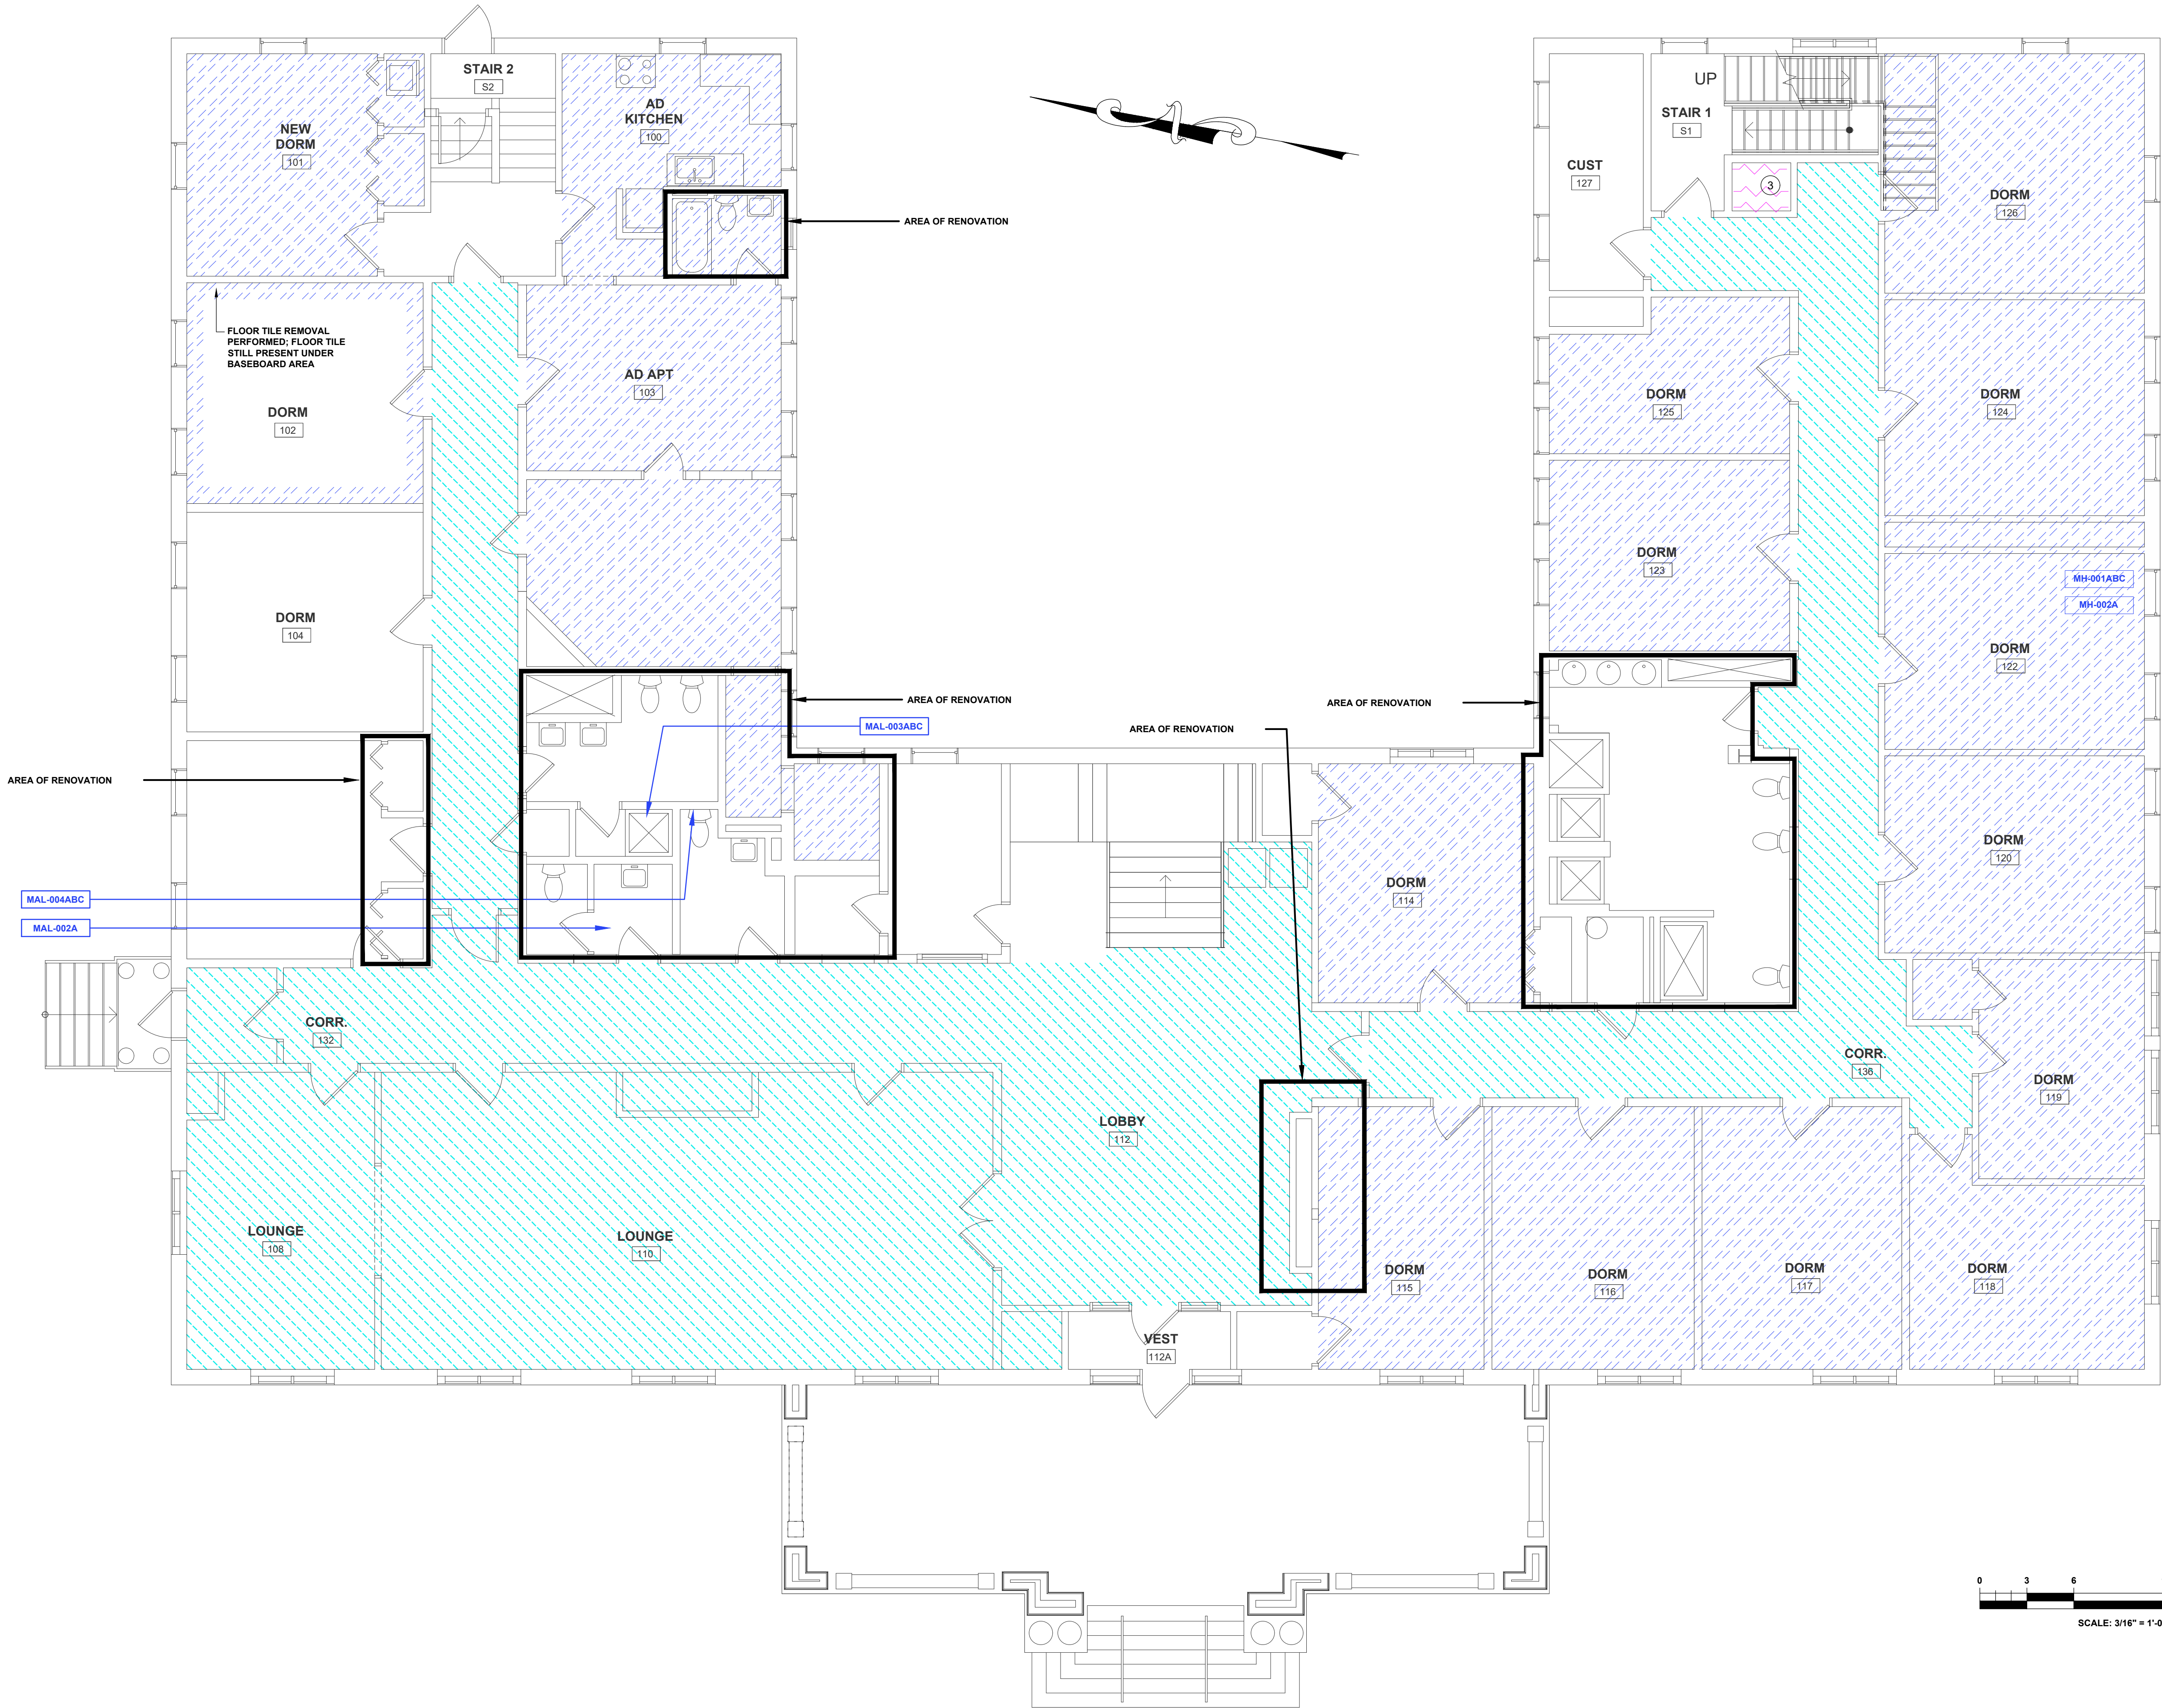 STAIR 2
S2
AD
KITCHEN
100
NEW
DORM
101
UP
STAIR 1
S1
CUST
127
3
DORM
126
AREA OF RENOVATION
FLOOR TILE REMOVAL
PERFORMED; FLOOR TILE
STILL PRESENT UNDER
BASEBOARD AREA
DORM
102
AD APT
103
DORM
125
DORM
124
DORM
123
MH-001ABC
MH-002A
DORM
104
DORM
122
AREA OF RENOVATION
MAL-003ABC
AREA OF RENOVATION
AREA OF RENOVATION
AREA OF RENOVATION
DORM
120
DORM
114
MAL-004ABC
MAL-002A
CORR.
132
CORR.
136
DORM
119
LOBBY
112
LOUNGE
108
LOUNGE
110
DORM
115
DORM
116
DORM
117
DORM
118
VEST
112A
0 3 6
SCALE: 3/16" = 1'-0